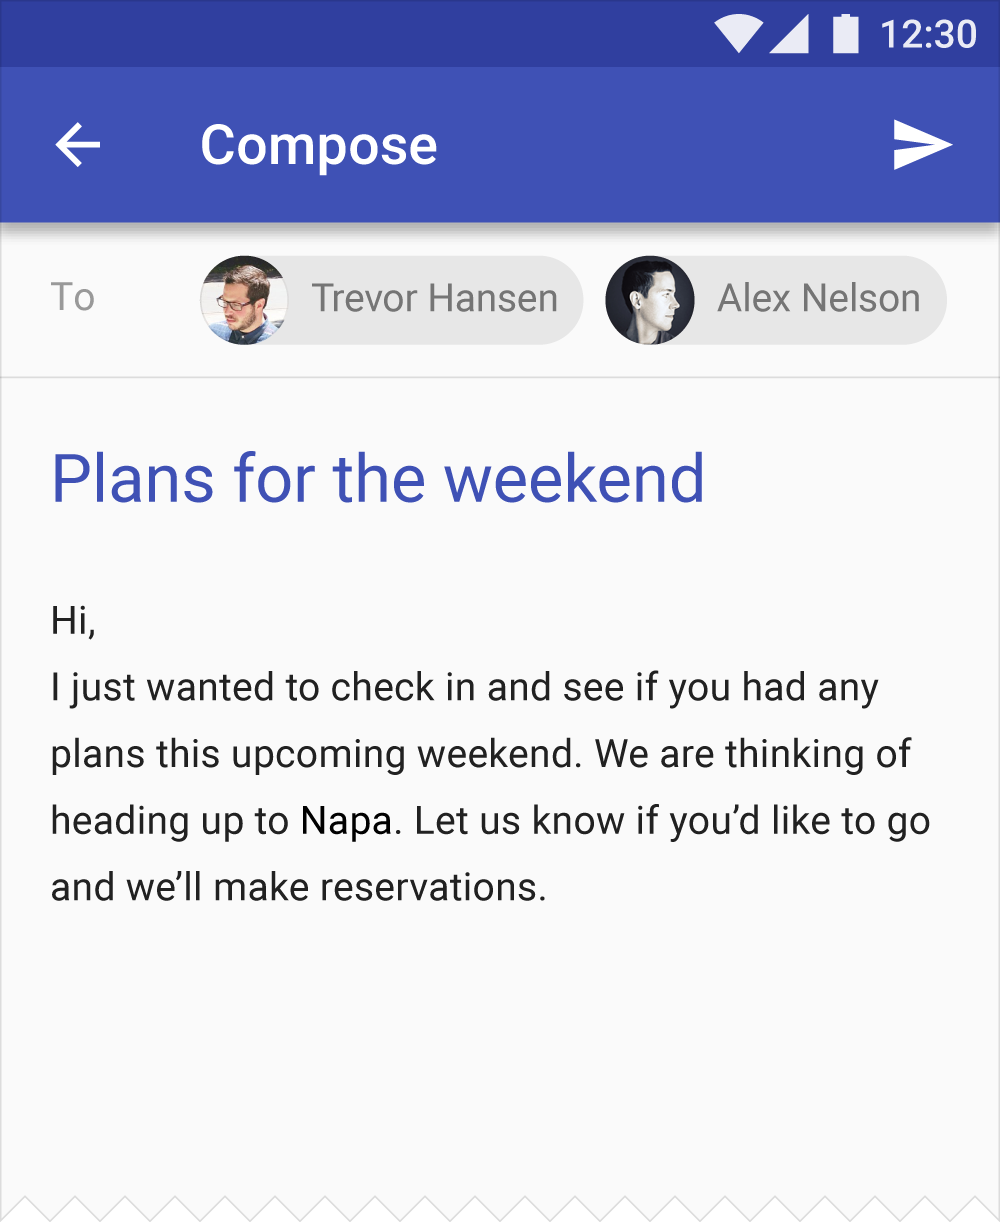 12:30
Compose
To Trevor Hansen Alex Nelson
Plans for the weekend
Hi,
I just wanted to check in and see if you had any
plans this upcoming weekend. We are thinking of
heading up to Napa. Let us know if you’d like to go
and we’ll make reservations.